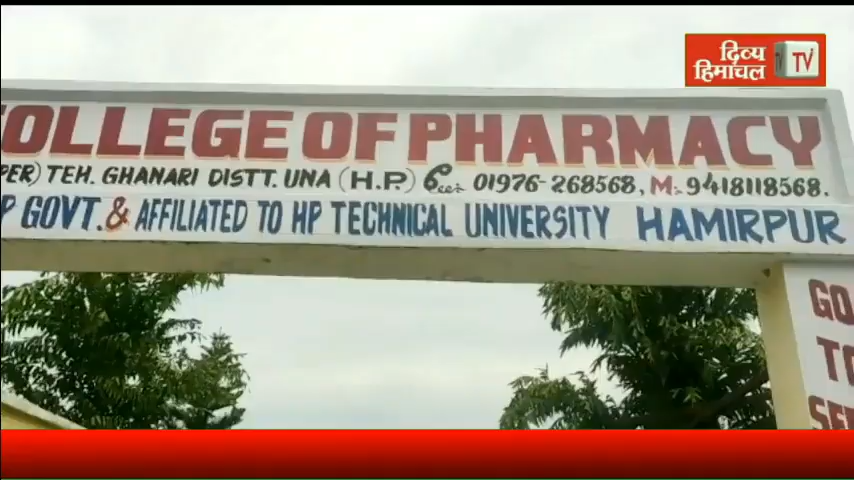 दिव्य
हिमाचल TV
COLLEGE OF PHARMACY
PER) TEH. GHANARI DISTT. UNA (H.P.) 01976-268568, M 9418118568.
P GOVT. & AFFILIATED TO HP TECHNICAL UNIVERSITY HAMIRPUR
GO
TO
SE